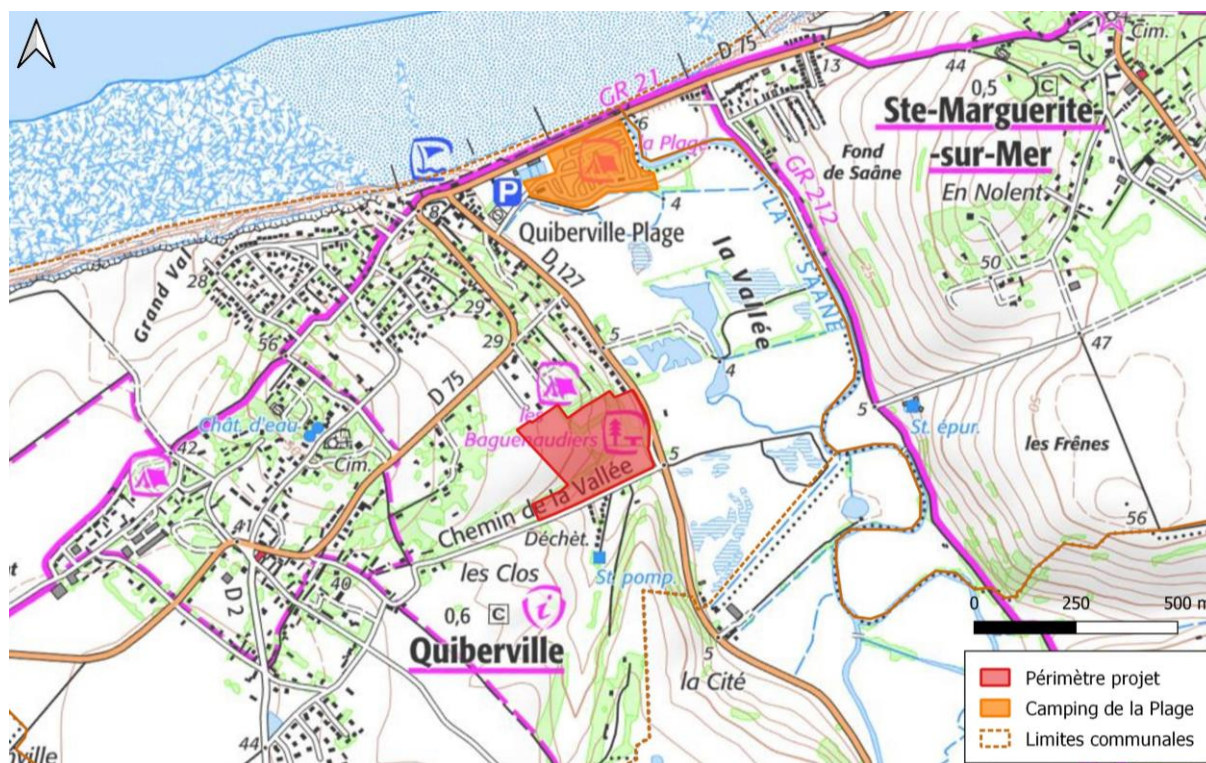 D 75
Cim.
13
44
0,5 C
GR 21
6
Ste-Marguerite-
-sur-Mer
la Plage
Fond
de Saâne
GR 212
En Nolent
P
8
4
Quiberville Plage
LA SAÂNE
la Vallée
50
D 127
25
Grand Val
28
29
56
29
5
47
4
D 75
les
Baguenaudiers
5
St. épur.
les Frênes
Chât. d'eau
42
Cim.
5
Chemin de la Vallée
56
41
Déchèt.
les Clos
St. pomp.
40
D 2
0,6 C
i
Quiberville
5
la Cité
0 250 500 m
44
Périmètre projet
Camping de la Plage
Limites communales